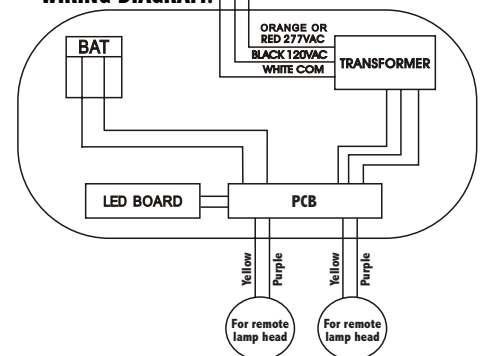 WIRING DIAGRAM:
ORANGE OR
RED 277VAC
BLACK 120VAC
WHITE COM
BAT
TRANSFORMER
LED BOARD
PCB
Yellow
Purple
Yellow
Purple
For remote
lamp head
For remote
lamp head